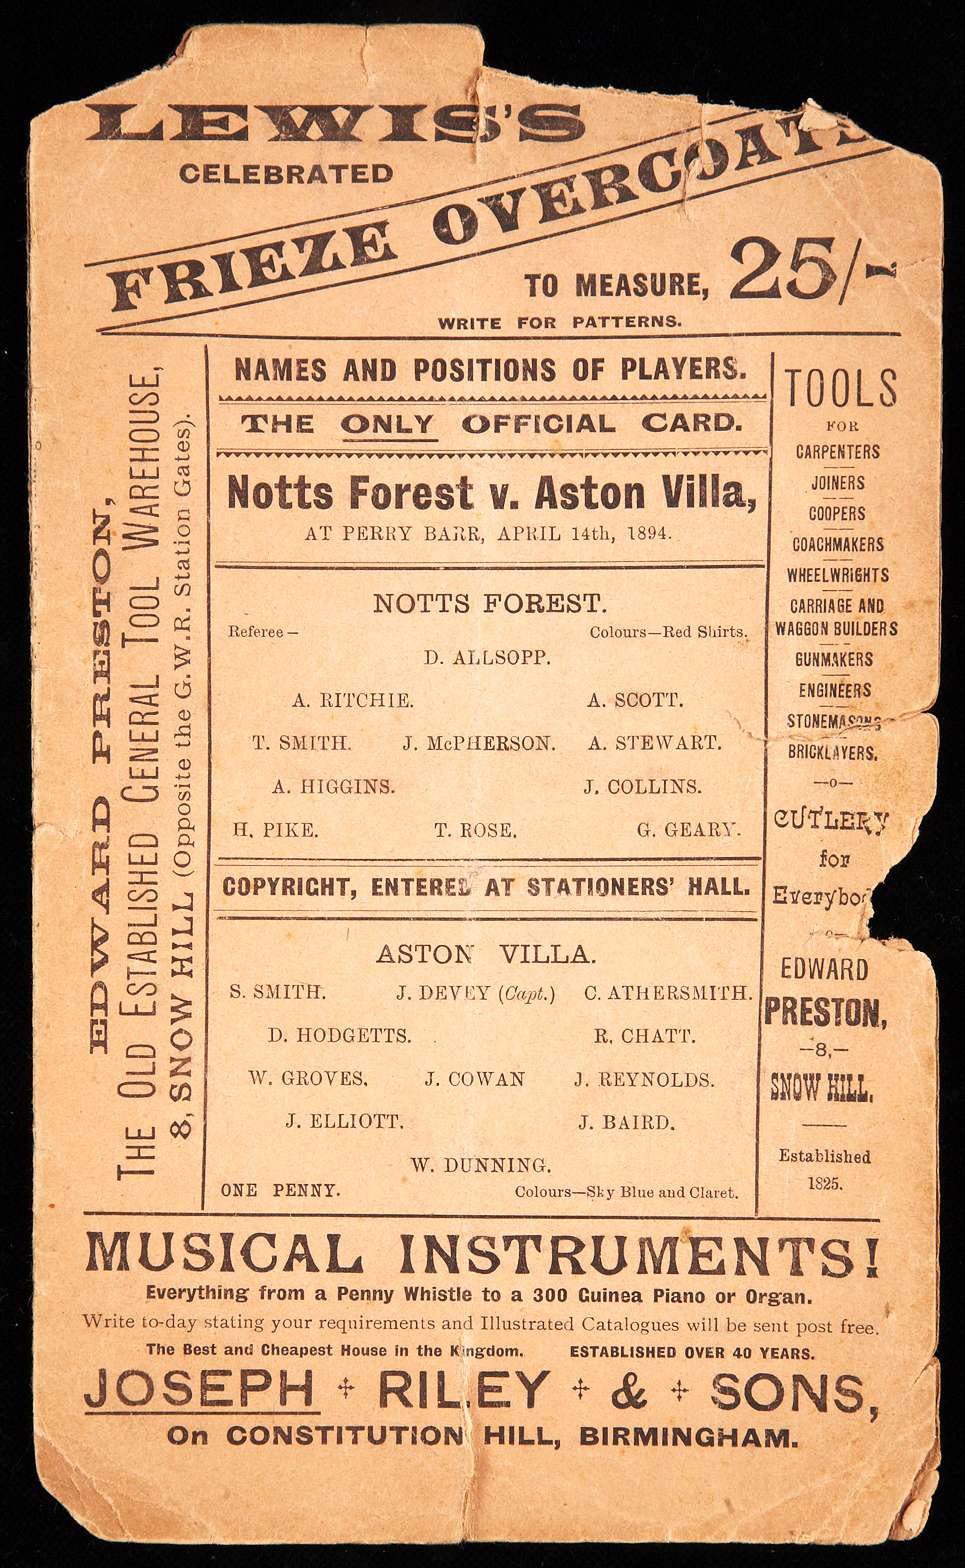 LEWIS'S
CELEBRATED
FRIEZE OVERCOATS
TO MEASURE, 25/-
WRITE FOR PATTERNS.
EDWARD PRESTON,
THE OLD ESTABLISHED GENERAL TOOL WAREHOUSE,
8, SNOW HILL (Opposite the G.W.R. Station Gates).
NAMES AND POSITIONS OF PLAYERS.
THE ONLY OFFICIAL CARD.
Notts Forest v. Aston Villa,
AT PERRY BARR, APRIL 14th, 1894.
NOTTS FOREST.
Referee— Colours—Red Shirts.
D. ALLSOPP.
A. RITCHIE. A. SCOTT.
T. SMITH. J. McPHERSON. A. STEWART.
A. HIGGINS. J. COLLINS.
H. PIKE. T. ROSE. G. GEARY.
COPYRIGHT, ENTERED AT STATIONERS' HALL.
ASTON VILLA.
S. SMITH. J. DEVEY (Capt.) C. ATHERSMITH.
D. HODGETTS. R. CHATT.
W. GROVES. J. COWAN J. REYNOLDS.
J. ELLIOTT. J. BAIRD.
W. DUNNING.
ONE PENNY. Colours—Sky Blue and Claret.
TOOLS
FOR
CARPENTERS
JOINERS
COOPERS
COACHMAKERS
WHEELWRIGHTS
CARRIAGE AND
WAGGON BUILDERS
GUNMAKERS
ENGINEERS
STONEMASONS
BRICKLAYERS.
—o—
CUTLERY
for
Everybod
—o—
EDWARD
PRESTON,
—8,—
SNOW HILL.
Established
1825.
MUSICAL INSTRUMENTS!
Everything from a Penny Whistle to a 300 Guinea Piano or Organ.
Write to-day stating your requirements and Illustrated Catalogues will be sent post free.
The Best and Cheapest House in the Kingdom. ESTABLISHED OVER 40 YEARS.
JOSEPH RILEY & SONS,
On CONSTITUTION HILL, BIRMINGHAM.